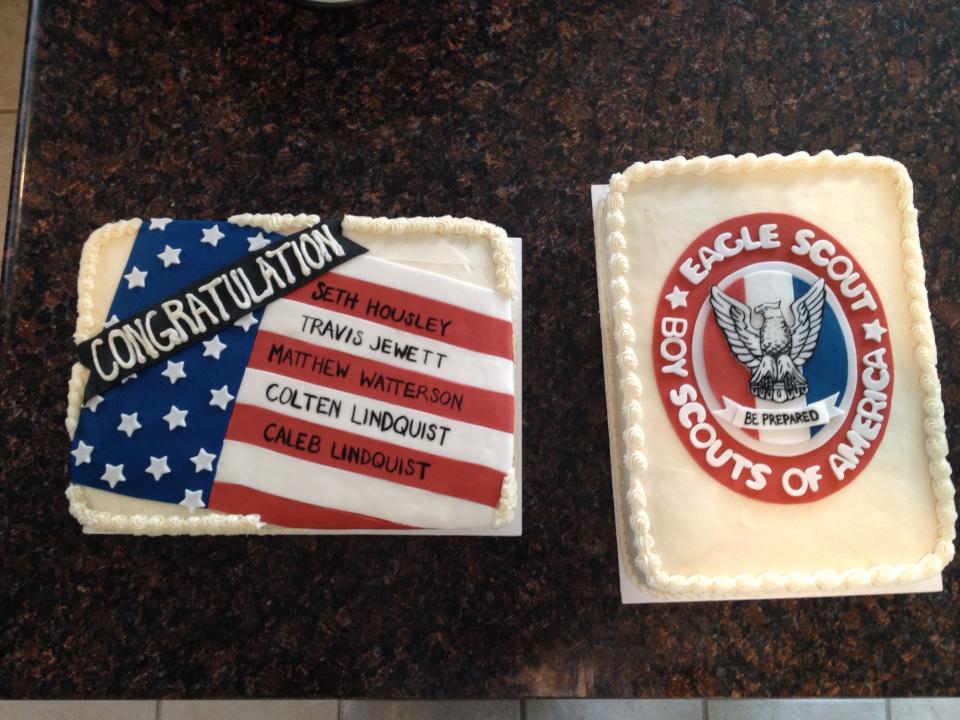 CONGRATULATION
SETH HOUSLEY
TRAVIS JEWETT
MATTHEW WATTERSON
COLTEN LINDQUIST
CALEB LINDQUIST
EAGLE SCOUT
BE PREPARED
BOY SCOUTS OF AMERICA